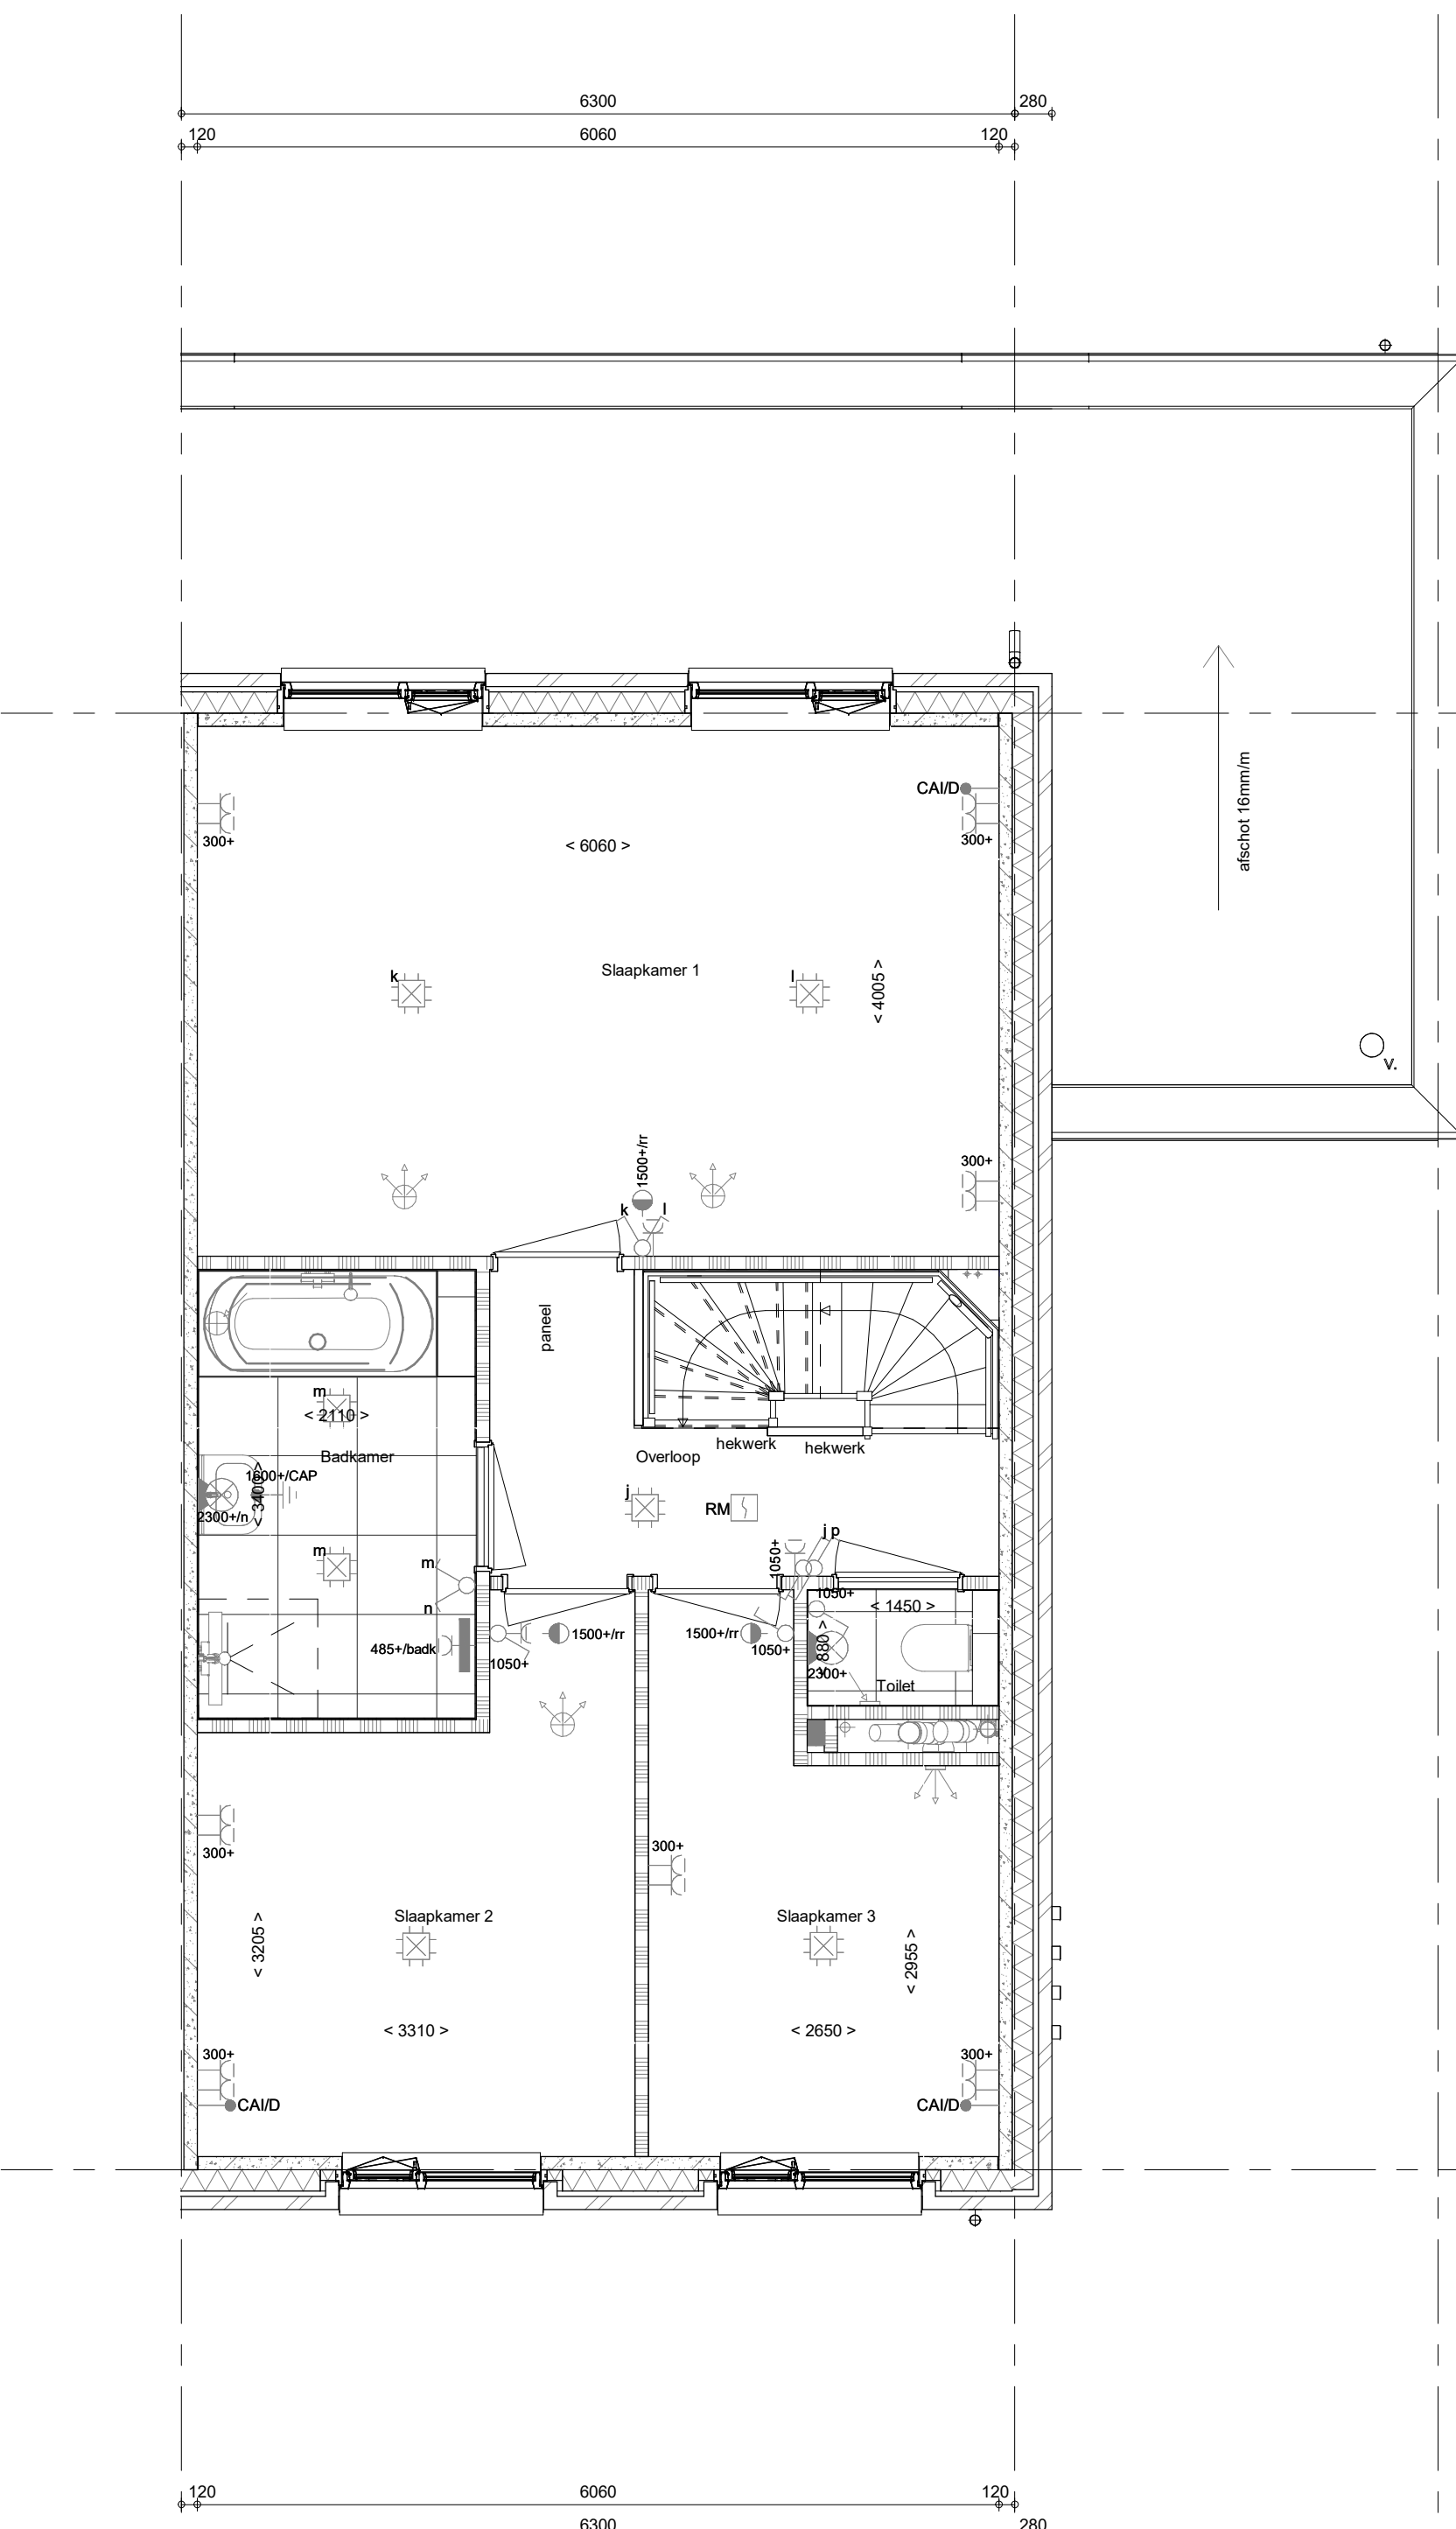 6300
280
120
6060
120
CAI/D
300+
300+
< 6060 >
afschot 16mm/m
k
Slaapkamer 1
l
< 4005 >
v.
1500+/rr
300+
k
l
paneel
m
< 2110 >
Badkamer
hekwerk
hekwerk
Overloop
1600+/CAP
< 3400 >
2300+/n
j
RM
m
m
n
j p
1050+
1050+
< 1450 >
485+/badk
1050+
1500+/rr
1500+/rr
1050+
< 880 >
2300+
Toilet
300+
300+
Slaapkamer 2
Slaapkamer 3
< 3205 >
< 2955 >
< 3310 >
< 2650 >
300+
300+
CAI/D
CAI/D
120
6060
120
6300
280